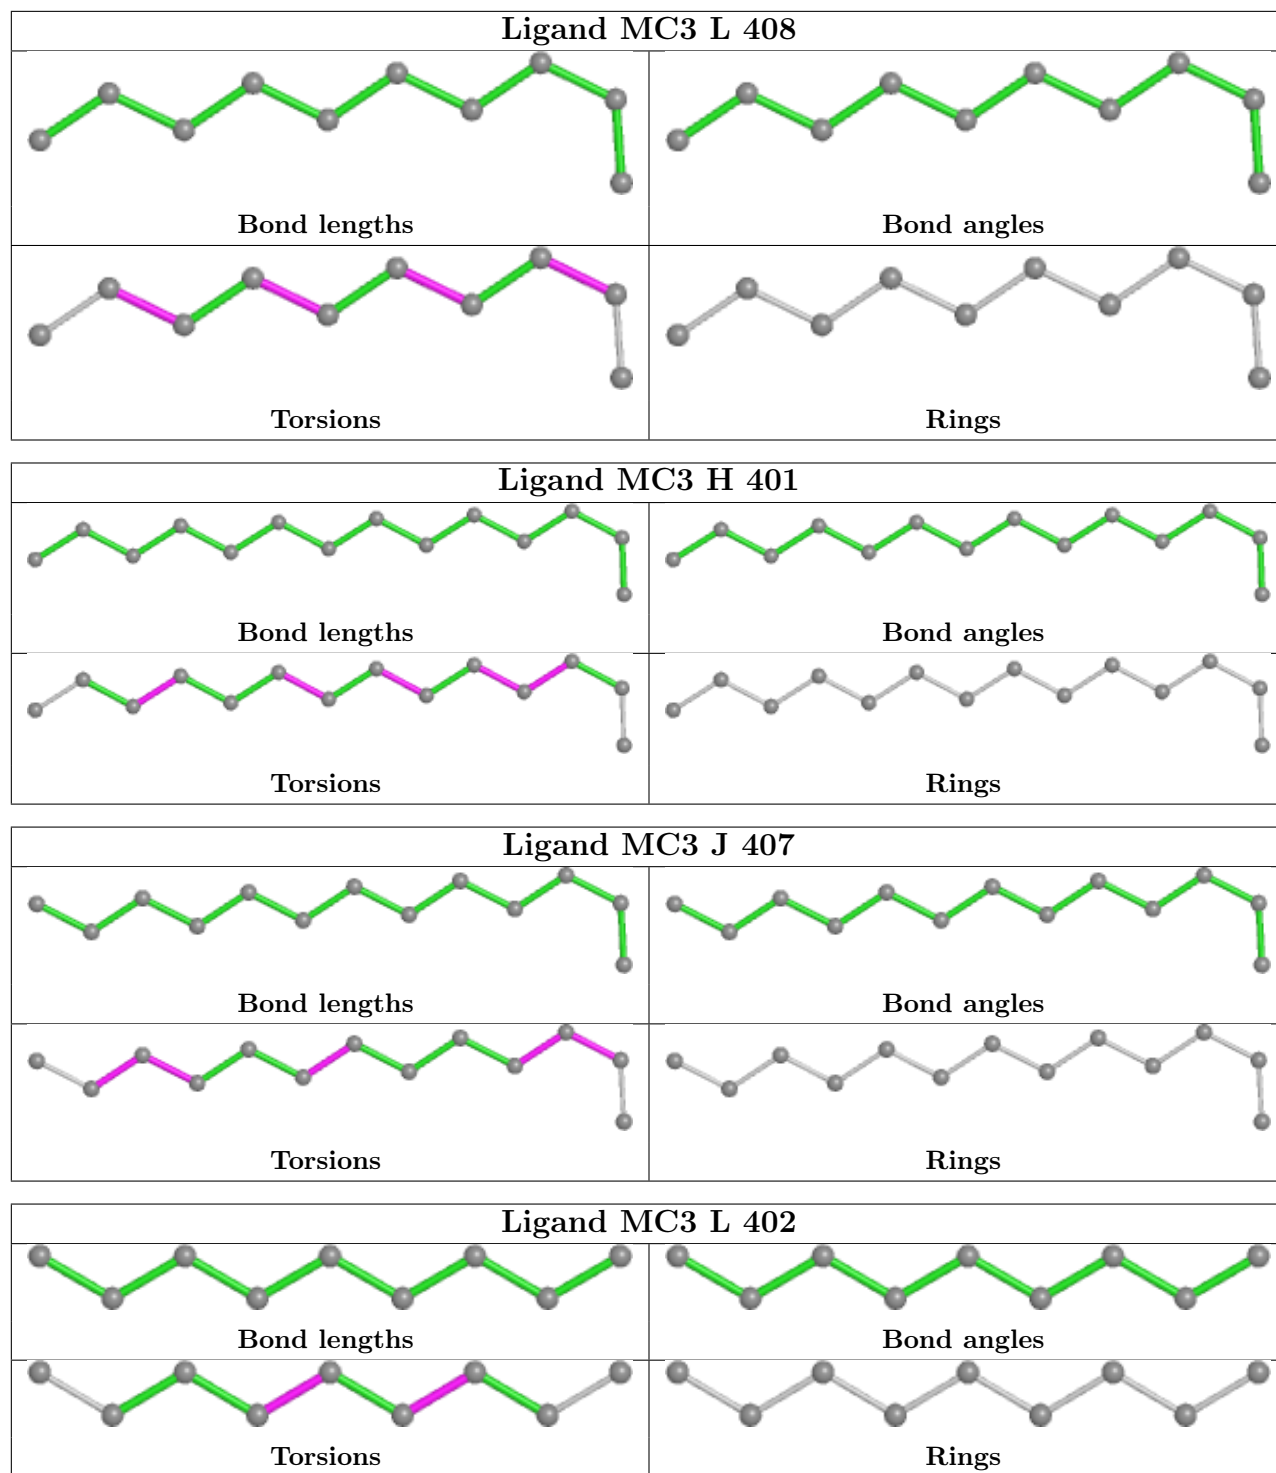 Ligand MC3 L 408
Bond lengths
Bond angles
Torsions
Rings
Ligand MC3 H 401
Bond lengths
Bond angles
Torsions
Rings
Ligand MC3 J 407
Bond lengths
Bond angles
Torsions
Rings
Ligand MC3 L 402
Bond lengths
Bond angles
Torsions
Rings